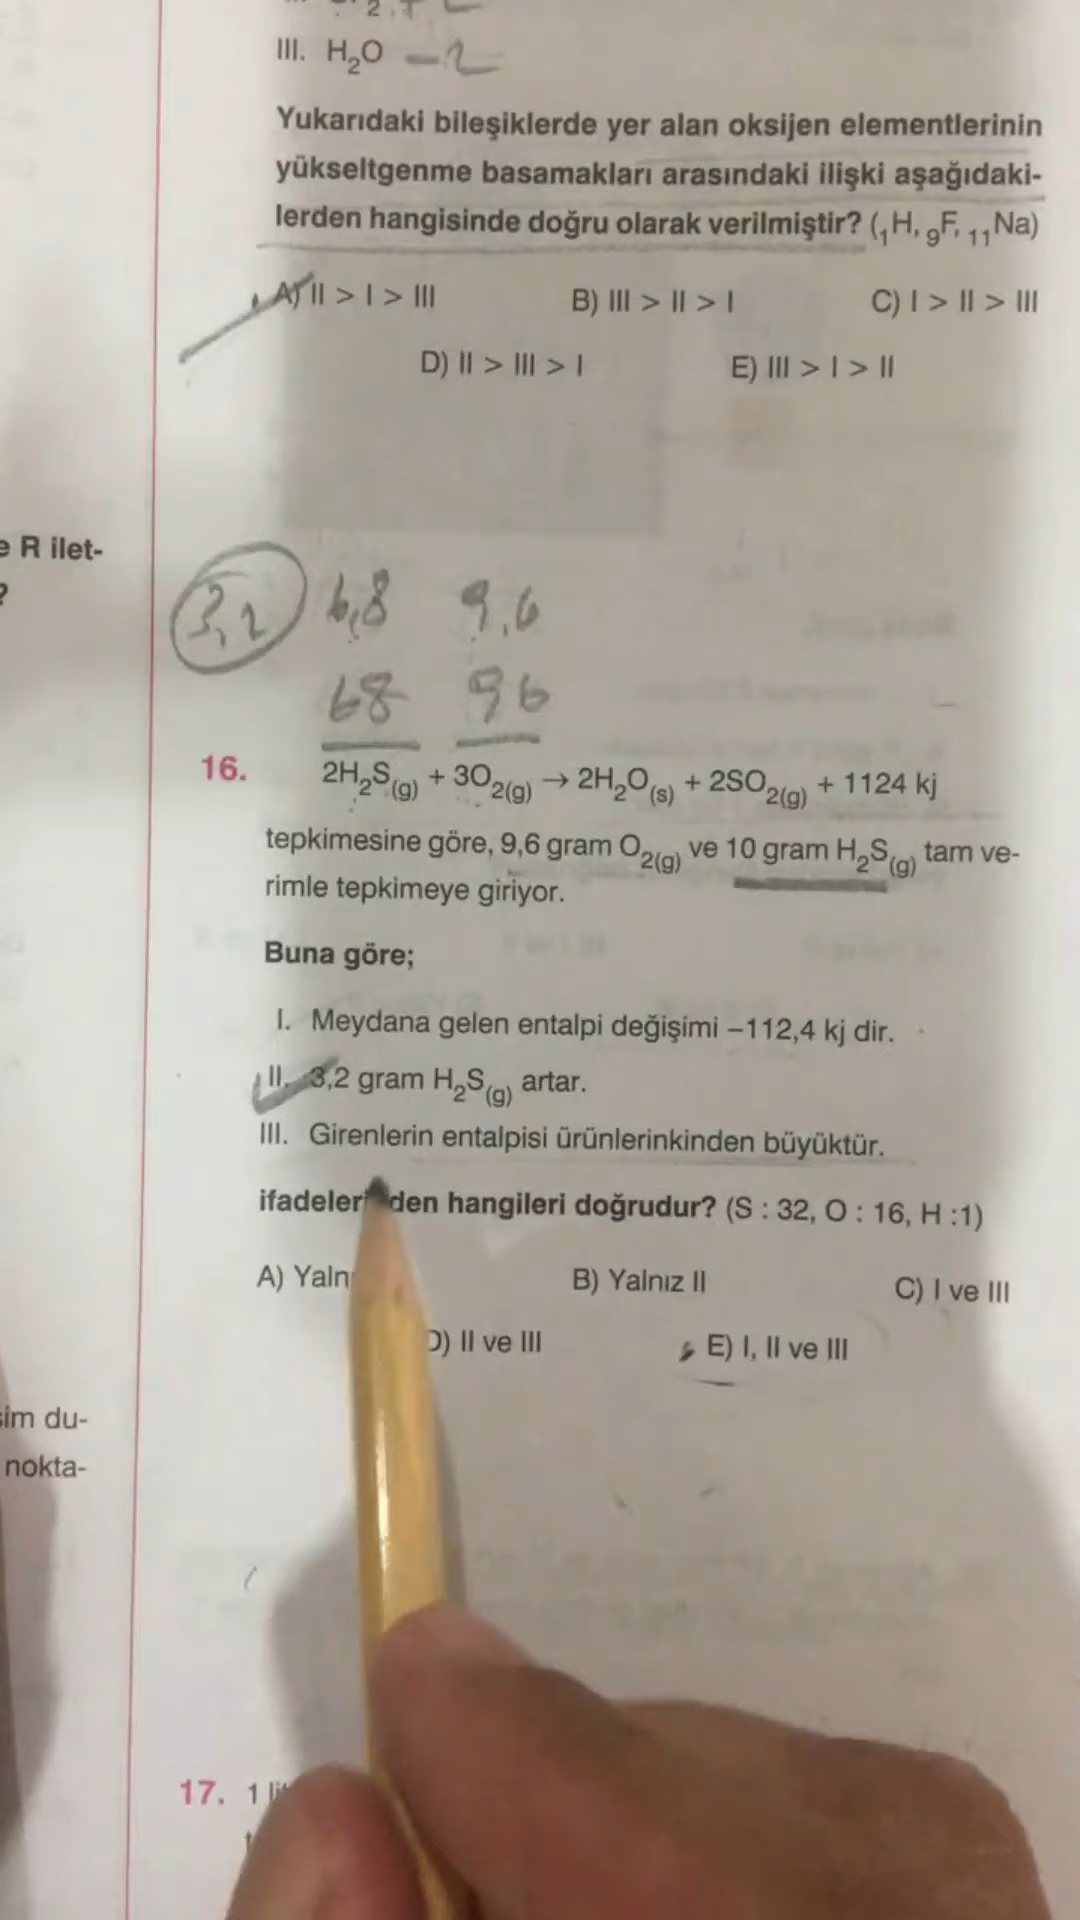 III. H₂O –2
Yukarıdaki bileşiklerde yer alan oksijen elementlerinin
yükseltgenme basamakları arasındaki ilişki aşağıdaki-
lerden hangisinde doğru olarak verilmiştir? (₁H, ₉F, ₁₁Na)
A) II > I > III B) III > II > I C) I > II > III
D) II > III > I E) III > I > II
e R ilet-
?
3,2 6,8 9,6
68 96
16. 2H₂S(g) + 3O₂(g) → 2H₂O(s) + 2SO₂(g) + 1124 kj
tepkimesine göre, 9,6 gram O₂(g) ve 10 gram H₂S(g) tam ve-
rimle tepkimeye giriyor.
Buna göre;
I. Meydana gelen entalpi değişimi –112,4 kj dir.
II. 3,2 gram H₂S(g) artar.
III. Girenlerin entalpisi ürünlerinkinden büyüktür.
den hangileri doğrudur? (S : 32, O : 16, H :1)
A) B) Yalnız II C) I ve III
D) II ve III E) I, II ve III
im du-
nokta-
17. 1